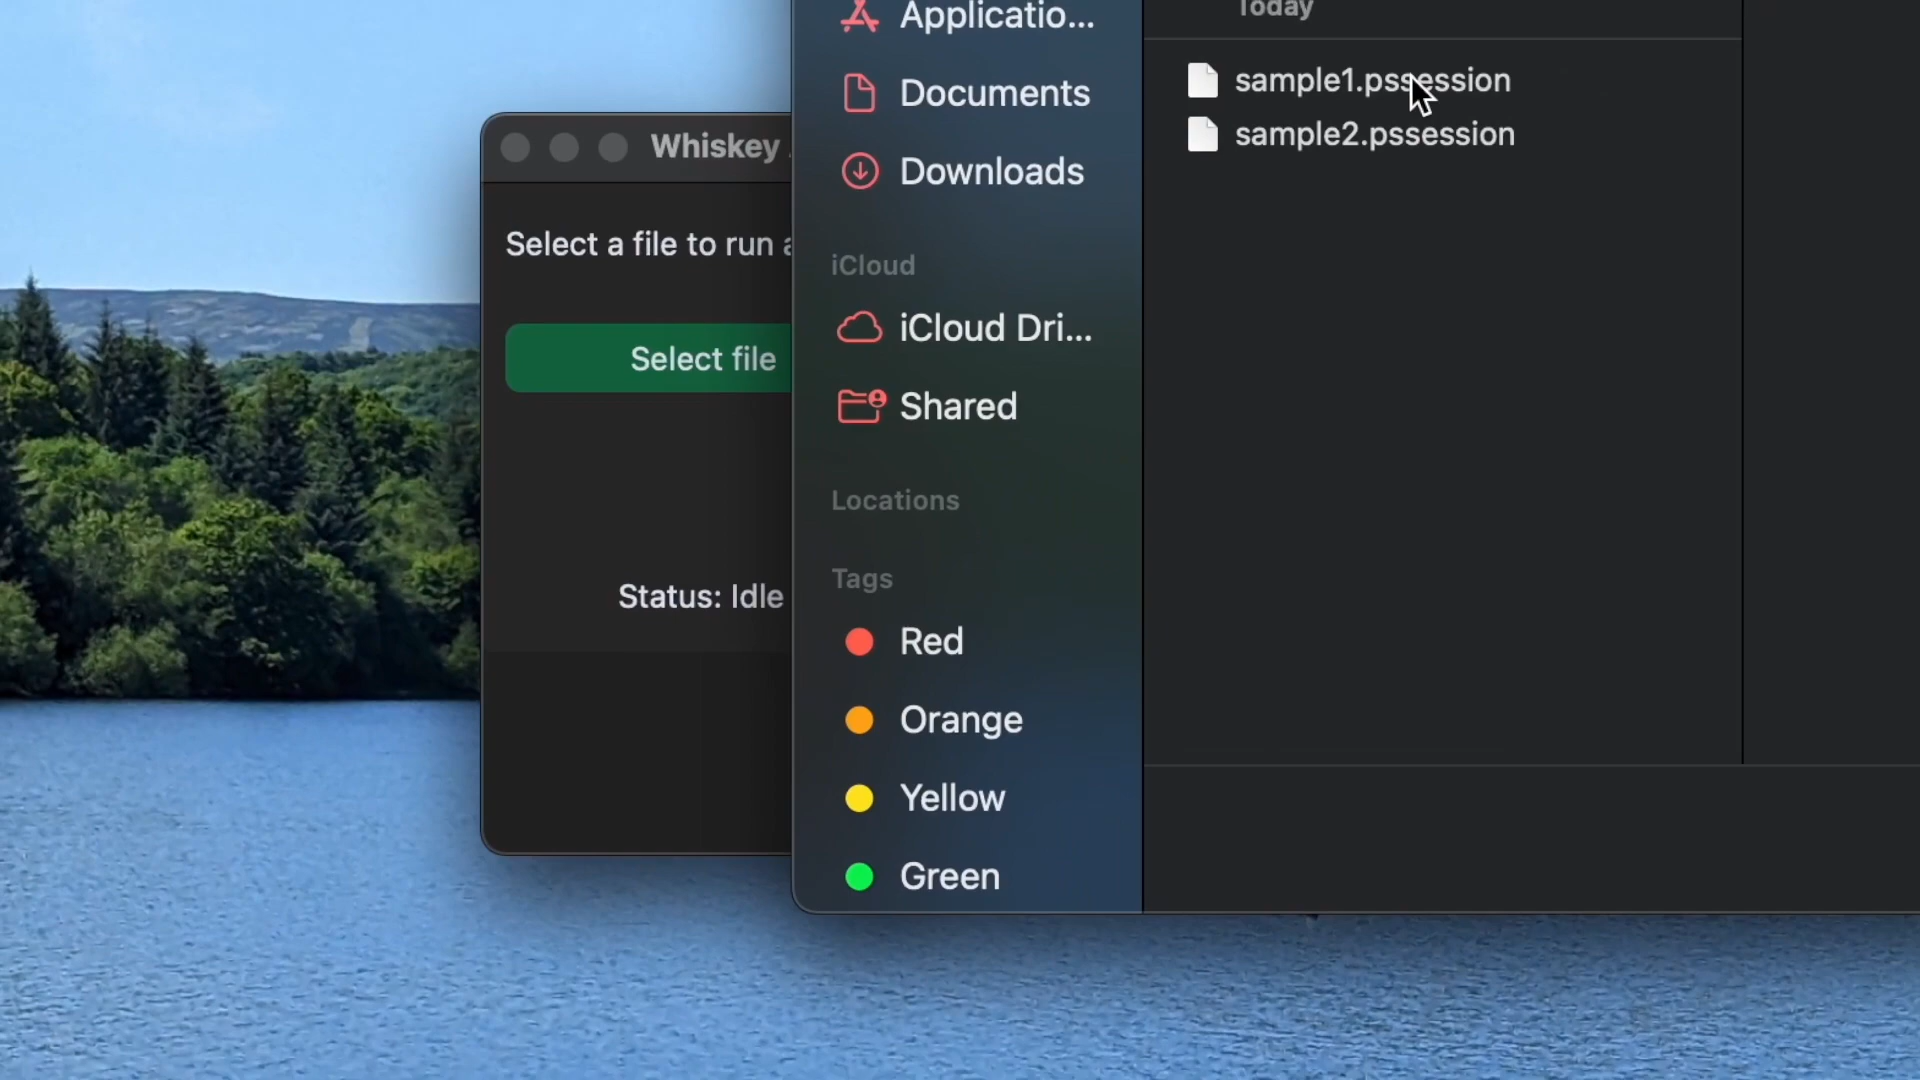 Today
Applicatio...
sample1.pssession
Documents
sample2.pssession
Whiskey
Downloads
Select a file to run a
iCloud
iCloud Dri...
Select file
Shared
Locations
Tags
Status: Idle
Red
Orange
Yellow
Green